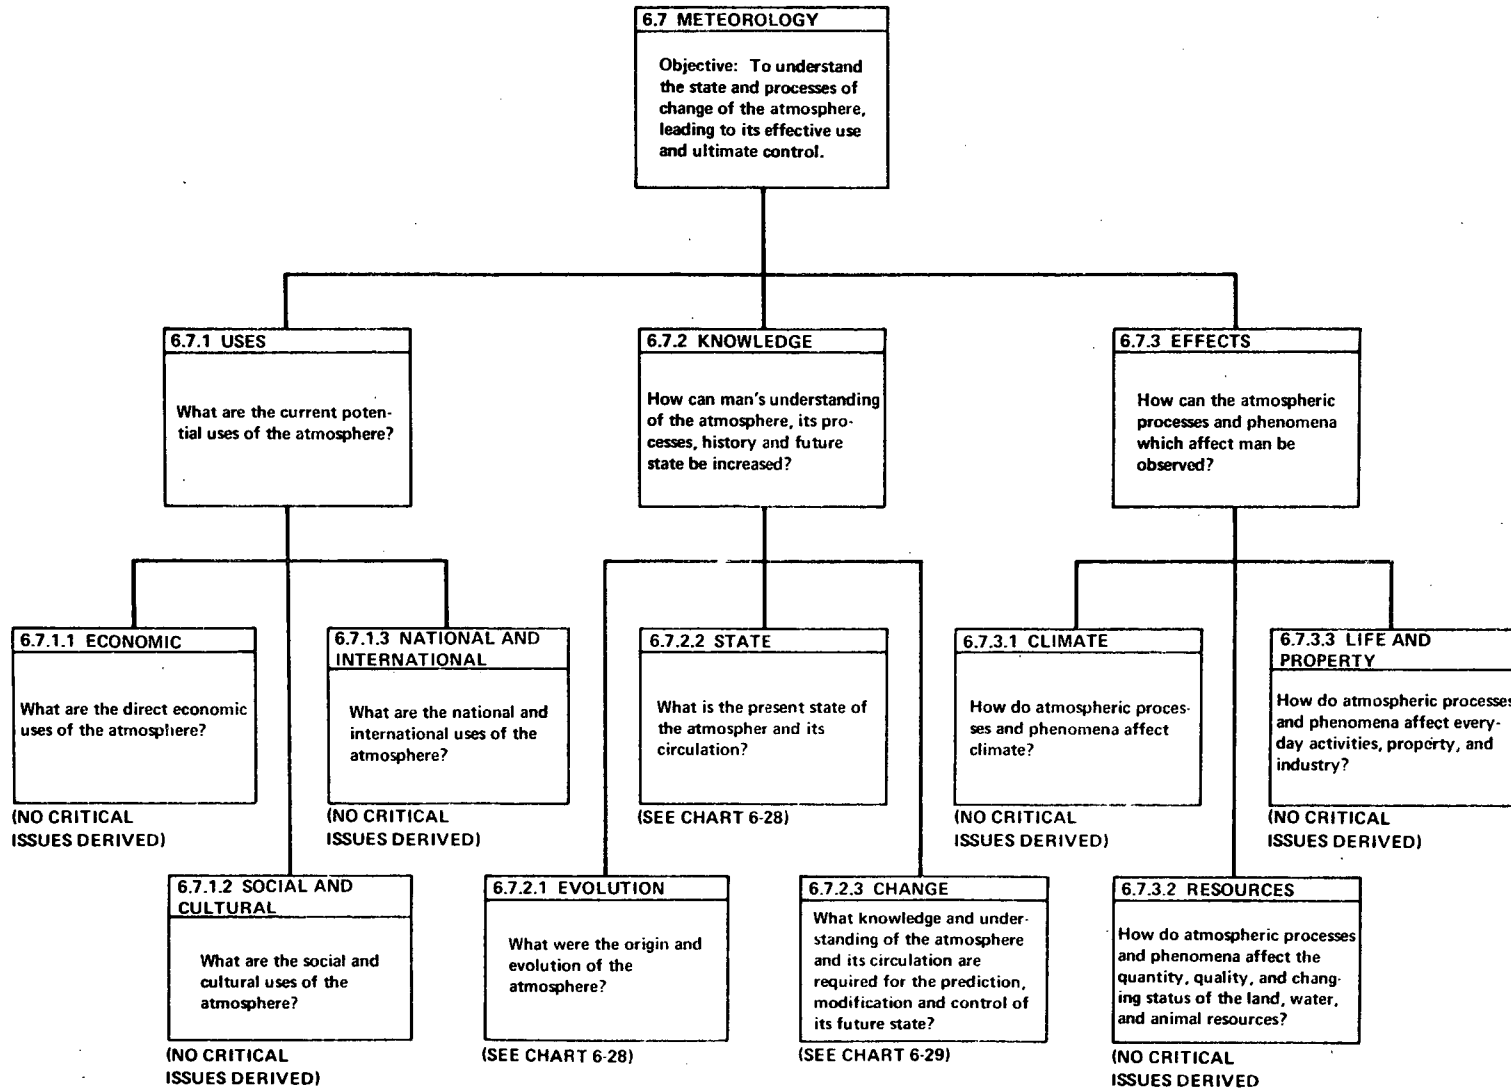 6.7 METEOROLOGY
Objective: To understand
the state and processes of
change of the atmosphere,
leading to its effective use
and ultimate control.
6.7.1 USES
What are the current poten-
tial uses of the atmosphere?
6.7.2 KNOWLEDGE
How can man's understanding
of the atmosphere, its pro-
cesses, history and future
state be increased?
6.7.3 EFFECTS
How can the atmospheric
processes and phenomena
which affect man be
observed?
6.7.1.1 ECONOMIC
What are the direct economic
uses of the atmosphere?
(NO CRITICAL
ISSUES DERIVED)
6.7.1.3 NATIONAL AND
INTERNATIONAL
What are the national and
international uses of the
atmosphere?
(NO CRITICAL
ISSUES DERIVED)
6.7.2.2 STATE
What is the present state of
the atmospher and its
circulation?
(SEE CHART 6-28)
6.7.3.1 CLIMATE
How do atmospheric proces-
ses and phenomena affect
climate?
(NO CRITICAL
ISSUES DERIVED)
6.7.3.3 LIFE AND
PROPERTY
How do atmospheric processes
and phenomena affect every-
day activities, property, and
industry?
(NO CRITICAL
ISSUES DERIVED)
6.7.1.2 SOCIAL AND
CULTURAL
What are the social and
cultural uses of the
atmosphere?
(NO CRITICAL
ISSUES DERIVED)
6.7.2.1 EVOLUTION
What were the origin and
evolution of the
atmosphere?
(SEE CHART 6-28)
6.7.2.3 CHANGE
What knowledge and under-
standing of the atmosphere
and its circulation are
required for the prediction,
modification and control of
its future state?
(SEE CHART 6-29)
6.7.3.2 RESOURCES
How do atmospheric processes
and phenomena affect the
quantity, quality, and chang-
ing status of the land, water,
and animal resources?
(NO CRITICAL
ISSUES DERIVED